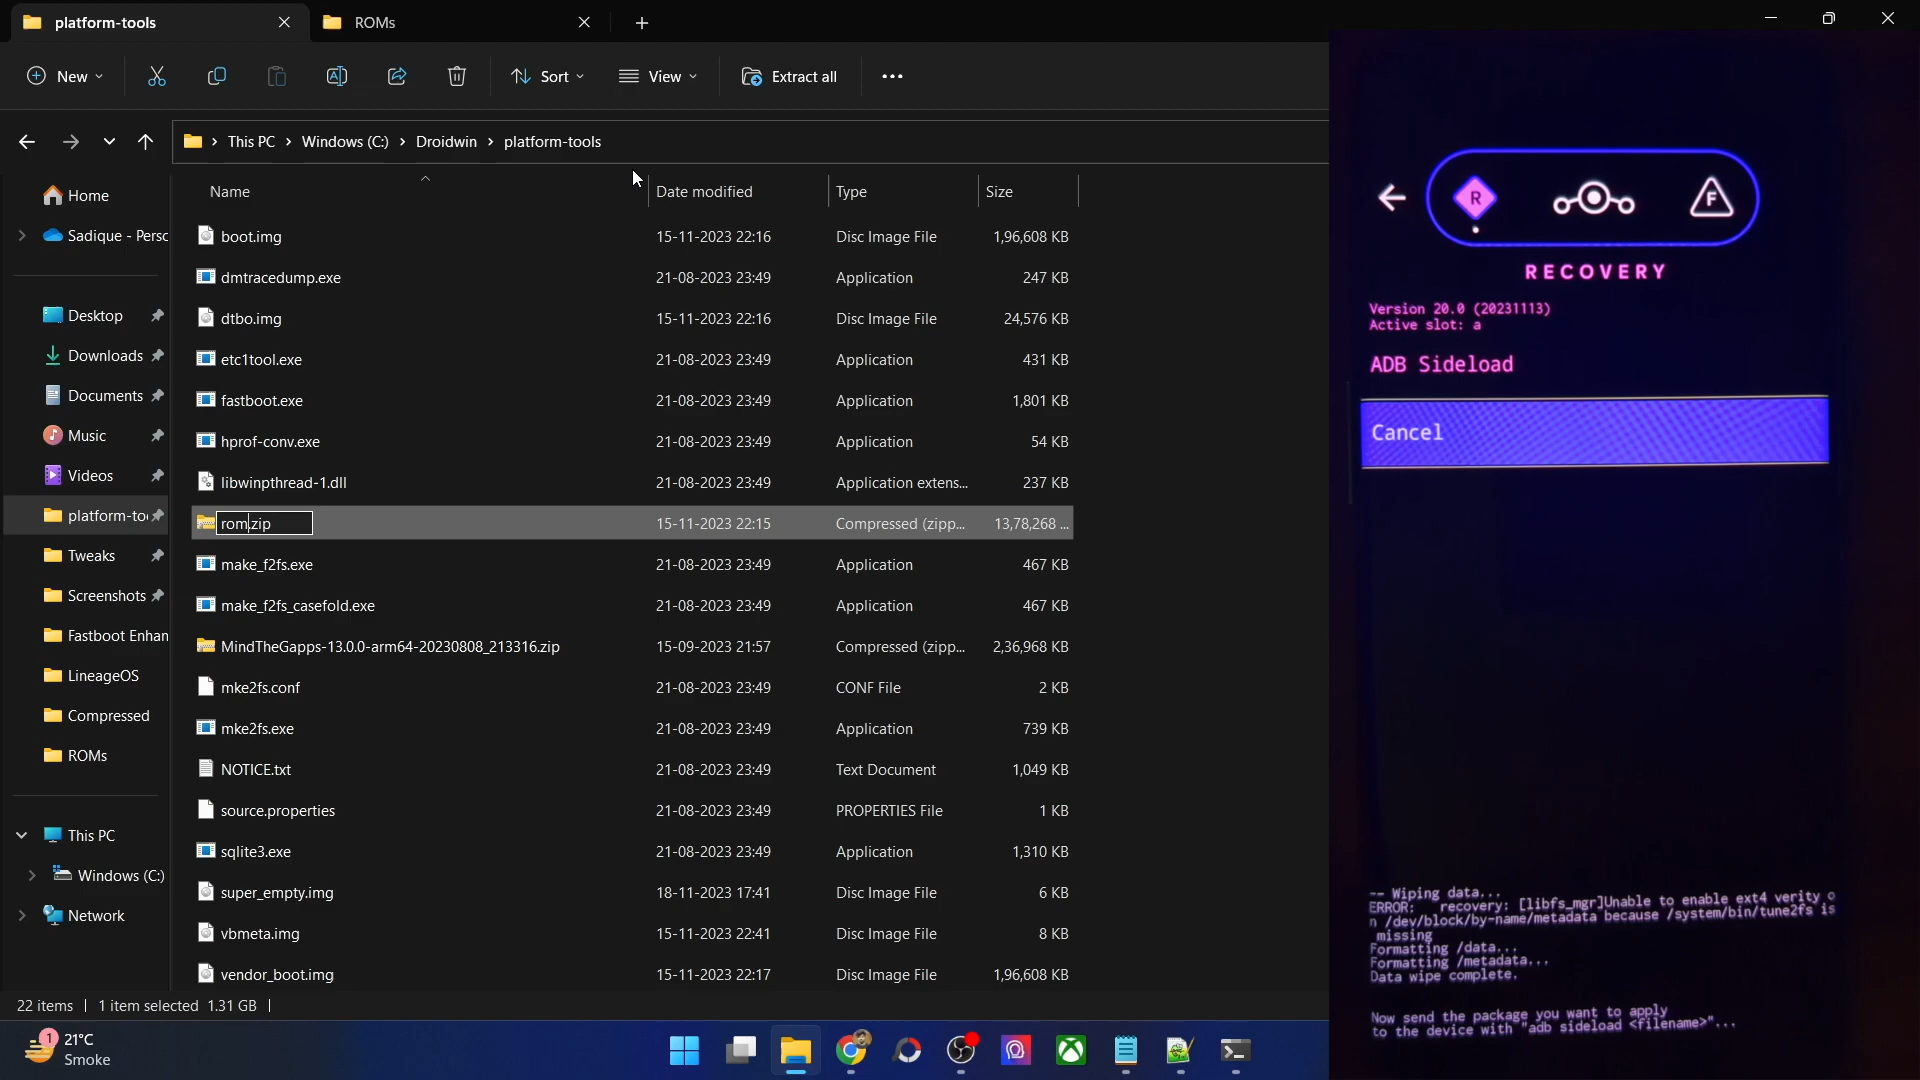 platform-tools
ROMs
New
Sort
View
Extract all
This PC > Windows (C:) > Droidwin > platform-tools
Name
Date modified
Type
Size
Home
Sadique - Persc
Desktop
Downloads
Documents
Music
Videos
platform-too
Tweaks
Screenshots
Fastboot Enhan
LineageOS
Compressed
ROMs
This PC
Windows (C:)
Network
boot.img 15-11-2023 22:16 Disc Image File 1,96,608 KB
dmtracedump.exe 21-08-2023 23:49 Application 247 KB
dtbo.img 15-11-2023 22:16 Disc Image File 24,576 KB
etc1tool.exe 21-08-2023 23:49 Application 431 KB
fastboot.exe 21-08-2023 23:49 Application 1,801 KB
hprof-conv.exe 21-08-2023 23:49 Application 54 KB
libwinpthread-1.dll 21-08-2023 23:49 Application extens... 237 KB
rom.zip 15-11-2023 22:15 Compressed (zipp... 13,78,268 ...
make_f2fs.exe 21-08-2023 23:49 Application 467 KB
make_f2fs_casefold.exe 21-08-2023 23:49 Application 467 KB
MindTheGapps-13.0.0-arm64-20230808_213316.zip 15-09-2023 21:57 Compressed (zipp... 2,36,968 KB
mke2fs.conf 21-08-2023 23:49 CONF File 2 KB
mke2fs.exe 21-08-2023 23:49 Application 739 KB
NOTICE.txt 21-08-2023 23:49 Text Document 1,049 KB
source.properties 21-08-2023 23:49 PROPERTIES File 1 KB
sqlite3.exe 21-08-2023 23:49 Application 1,310 KB
super_empty.img 18-11-2023 17:41 Disc Image File 6 KB
vbmeta.img 15-11-2023 22:41 Disc Image File 8 KB
vendor_boot.img 15-11-2023 22:17 Disc Image File 1,96,608 KB
22 items
1 item selected 1.31 GB
1
21°C
Smoke
R
F
RECOVERY
Version 20.0 (20231113)
Active slot: a
ADB Sideload
Cancel
-- Wiping data...
ERROR: recovery: [libfs_mgr]Unable to enable ext4 verity o
n /dev/block/by-name/metadata because /system/bin/tune2fs is
missing
Formatting /data...
Formatting /metadata...
Data wipe complete.
Now send the package you want to apply
to the device with "adb sideload <filename>"...